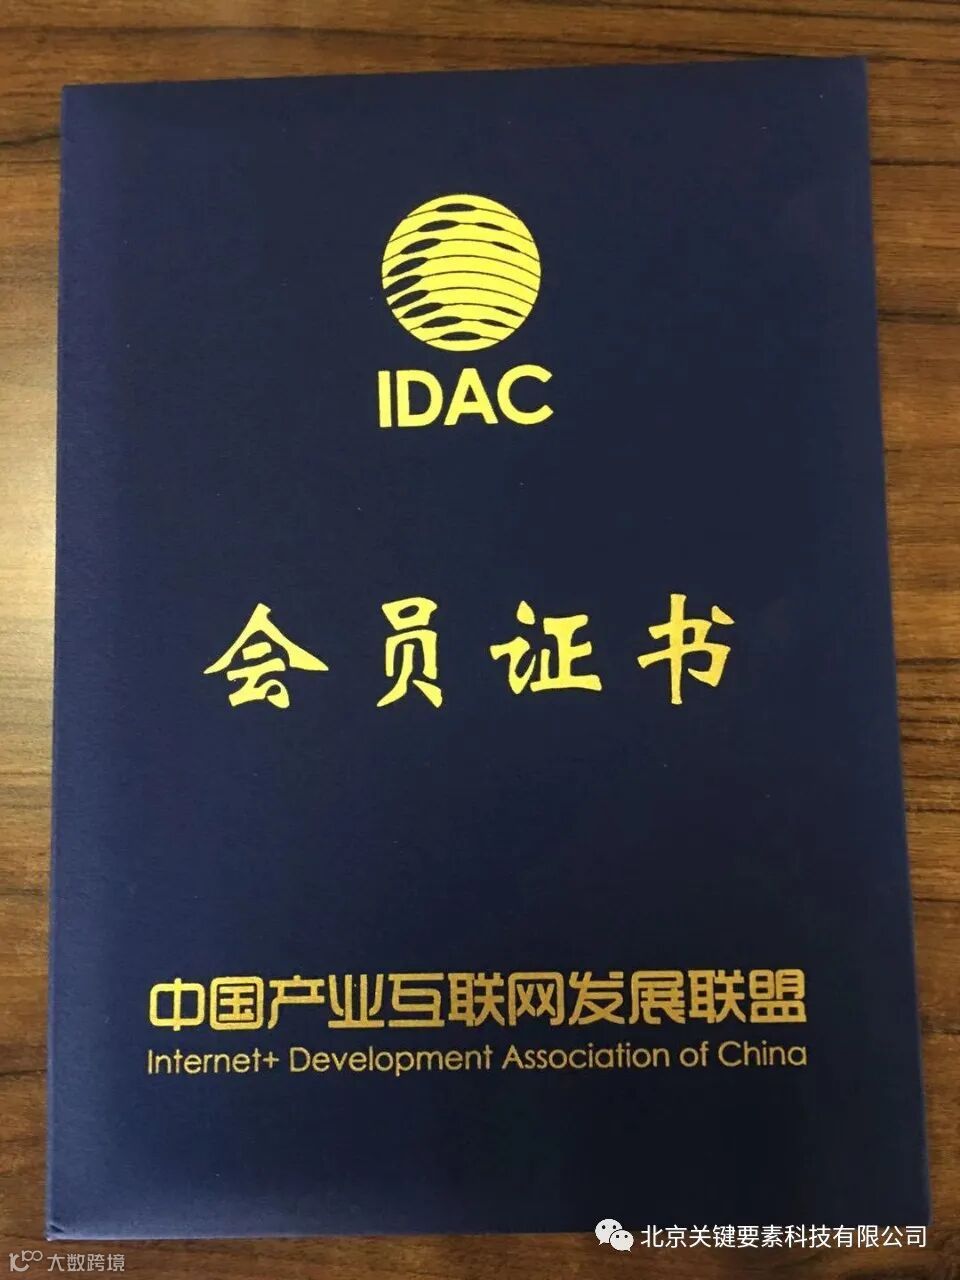 IDAC
会员证书
中国产业互联网发展联盟
Internet+ Development Association of China
北京关键要素科技有限公司
大数跨境